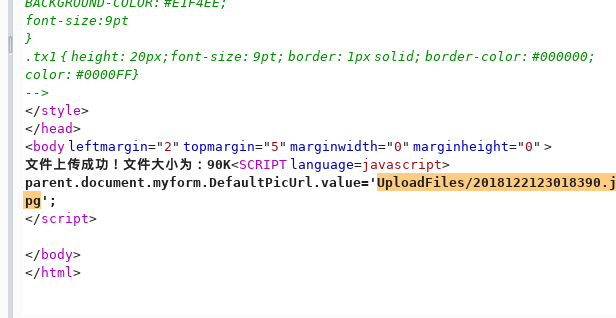 BACKGROUND-COLOR: #E1F4EE;
font-size:9pt
}
.tx1 { height: 20px;font-size: 9pt; border: 1px solid; border-color: #000000;
color: #0000FF}
-->
</style>
</head>
<body leftmargin="2" topmargin="5" marginwidth="0" marginheight="0" >
文件上传成功！文件大小为：90K<SCRIPT language=javascript>
parent.document.myform.DefaultPicUrl.value='UploadFiles/2018122123018390.j
pg';
</script>
</body>
</html>